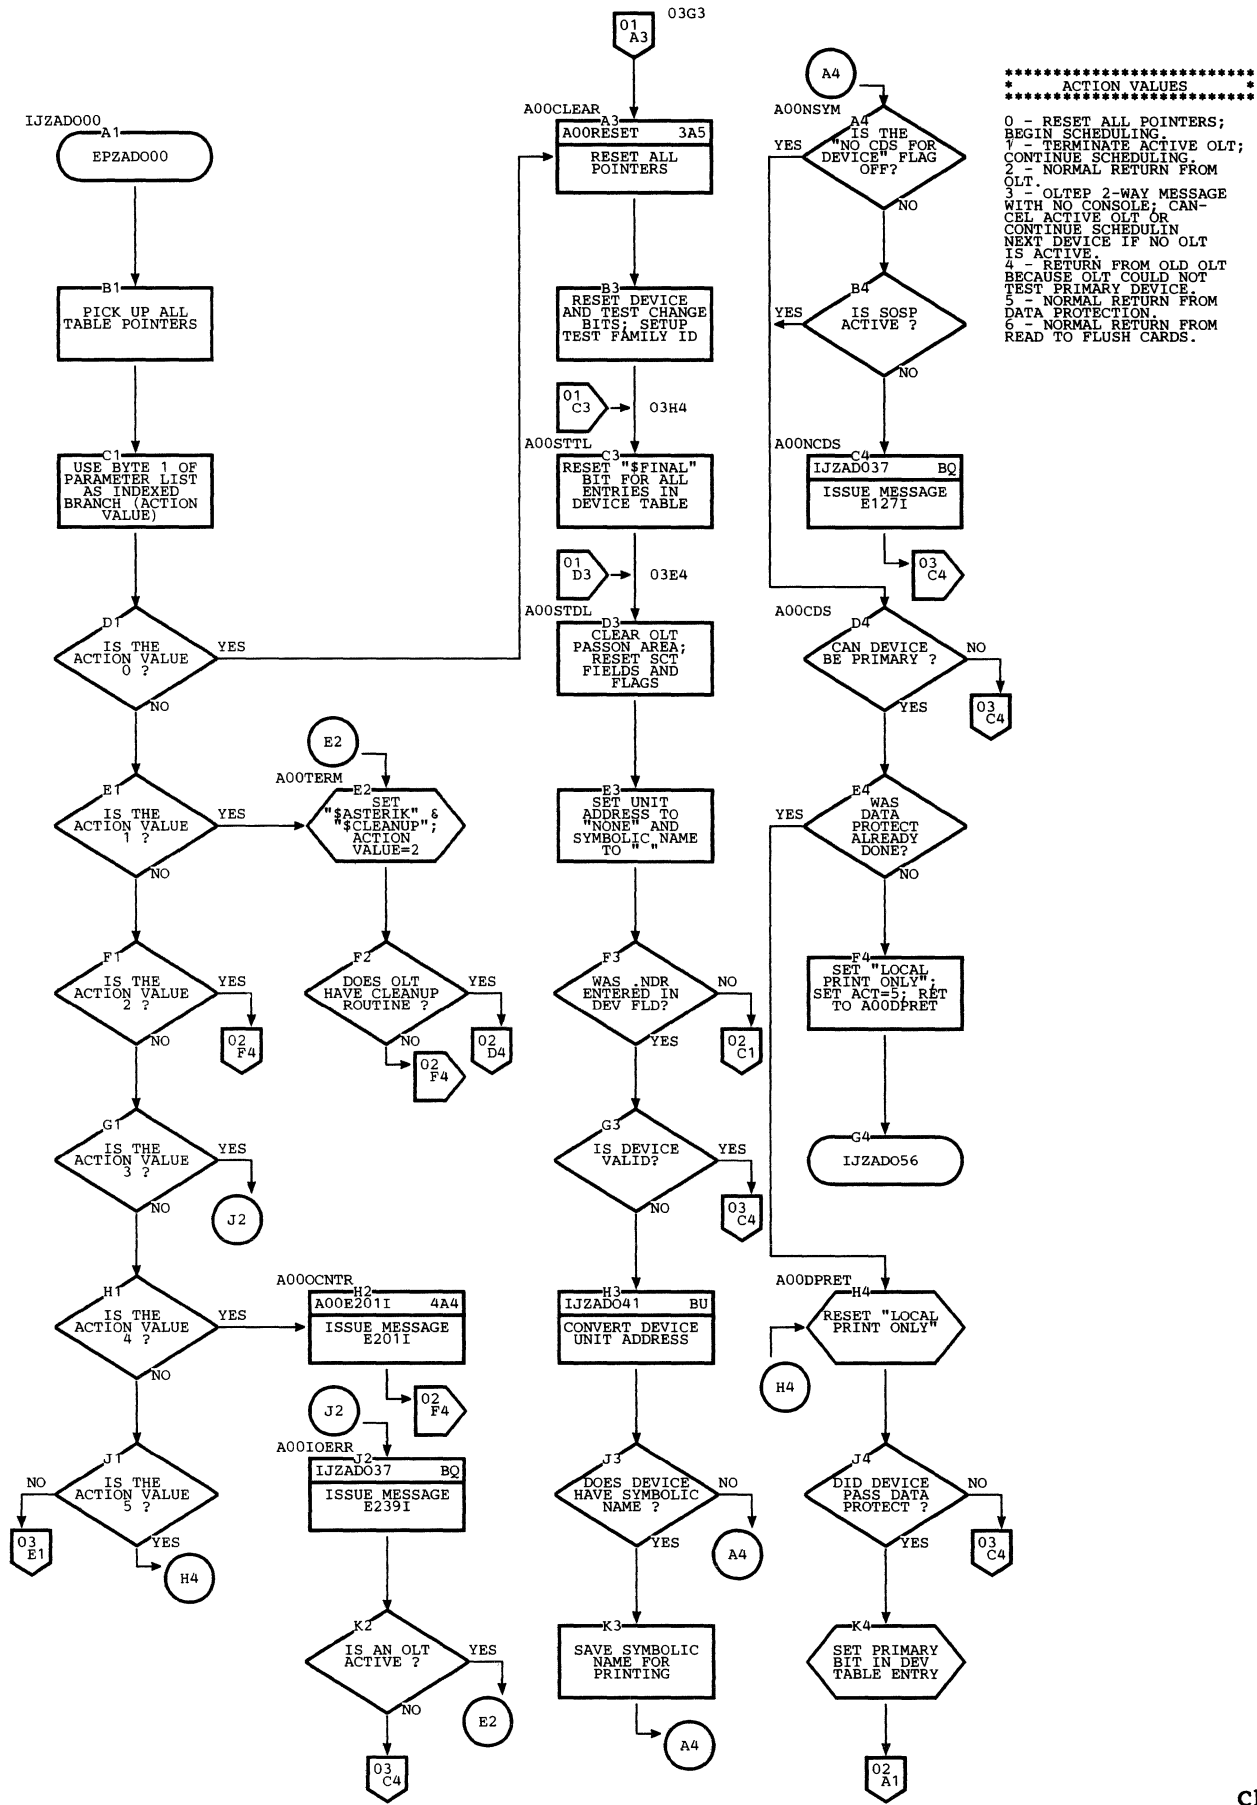 IJZADO00
A1
EPZADO00
B1
PICK UP ALL
TABLE POINTERS
C1
USE BYTE 1 OF
PARAMETER LIST
AS INDEXED
BRANCH (ACTION
VALUE)
D1
IS THE
ACTION VALUE
0 ?
YES
NO
E1
IS THE
ACTION VALUE
1 ?
YES
NO
F1
IS THE
ACTION VALUE
2 ?
YES
NO
02
F4
G1
IS THE
ACTION VALUE
3 ?
YES
NO
J2
H1
IS THE
ACTION VALUE
4 ?
YES
NO
J1
IS THE
ACTION VALUE
5 ?
NO
YES
03
E1
H4
E2
A00TERM
E2
SET
"$ASTERIK" &
"$CLEANUP";
ACTION
VALUE=2
F2
DOES OLT
HAVE CLEANUP
ROUTINE ?
YES
NO
02
D4
02
F4
A00OCNTR
H2
A00E201I 4A4
ISSUE MESSAGE
E201I
02
F4
J2
A00IOERR
J2
IJZADO37 BQ
ISSUE MESSAGE
E239I
K2
IS AN OLT
ACTIVE ?
YES
NO
E2
03
C4
01
A3
03G3
A00CLEAR
A3
A00RESET 3A5
RESET ALL
POINTERS
B3
RESET DEVICE
AND TEST CHANGE
BITS; SETUP
TEST FAMILY ID
01
C3
03H4
A00STTL
C3
RESET "$FINAL"
BIT FOR ALL
ENTRIES IN
DEVICE TABLE
01
D3
03E4
A00STDL
D3
CLEAR OLT
PASSON AREA;
RESET SCT
FIELDS AND
FLAGS
E3
SET UNIT
ADDRESS TO
"NONE" AND
SYMBOLIC NAME
TO " "
F3
WAS .NDR
ENTERED IN
DEV FLD?
NO
YES
02
C1
G3
IS DEVICE
VALID?
YES
NO
03
C4
H3
IJZADO41 BU
CONVERT DEVICE
UNIT ADDRESS
J3
DOES DEVICE
HAVE SYMBOLIC
NAME ?
NO
YES
A4
K3
SAVE SYMBOLIC
NAME FOR
PRINTING
A4
A4
A00NSYM
A4
IS THE
"NO CDS FOR
DEVICE" FLAG
OFF?
YES
NO
B4
IS SOSP
ACTIVE ?
YES
NO
A00NCDS
C4
IJZADO37 BQ
ISSUE MESSAGE
E127I
03
C4
A00CDS
D4
CAN DEVICE
BE PRIMARY ?
NO
YES
03
C4
E4
WAS
DATA
PROTECT
ALREADY
DONE?
YES
NO
F4
SET "LOCAL
PRINT ONLY";
SET ACT=5; RET
TO A00DPRET
G4
IJZADO56
A00DPRET
H4
RESET "LOCAL
PRINT ONLY"
H4
J4
DID DEVICE
PASS DATA
PROTECT ?
NO
YES
03
C4
K4
SET PRIMARY
BIT IN DEV
TABLE ENTRY
02
A1
*************************
* ACTION VALUES *
*************************
0 - RESET ALL POINTERS;
BEGIN SCHEDULING.
1 - TERMINATE ACTIVE OLT;
CONTINUE SCHEDULING.
2 - NORMAL RETURN FROM
OLT.
3 - OLTEP 2-WAY MESSAGE
WITH NO CONSOLE; CAN-
CEL ACTIVE OLT OR
CONTINUE SCHEDULIN
NEXT DEVICE IF NO OLT
IS ACTIVE.
4 - RETURN FROM OLD OLT
BECAUSE OLT COULD NOT
TEST PRIMARY DEVICE.
5 - NORMAL RETURN FROM
DATA PROTECTION.
6 - NORMAL RETURN FROM
READ TO FLUSH CARDS.